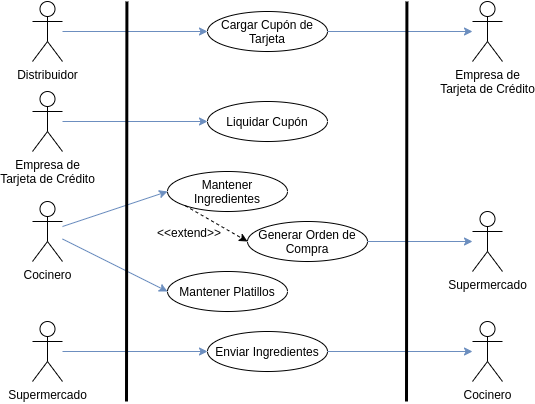 Cargar Cupón de
Tarjeta
Distribuidor
Empresa de
Tarjeta de Crédito
Liquidar Cupón
Empresa de
Tarjeta de Crédito
Mantener
Ingredientes
<<extend>>
Generar Orden de
Compra
Cocinero
Supermercado
Mantener Platillos
Enviar Ingredientes
Supermercado
Cocinero